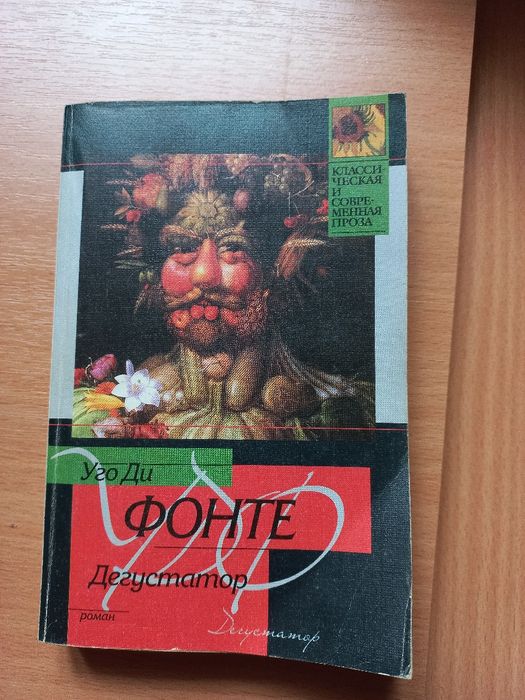 КЛАССИ-
ЧЕСКАЯ
И
СОВРЕ-
МЕННАЯ
ПРОЗА
Уго Ди
ФОНТЕ
Дегустатор
роман
Дегустатор